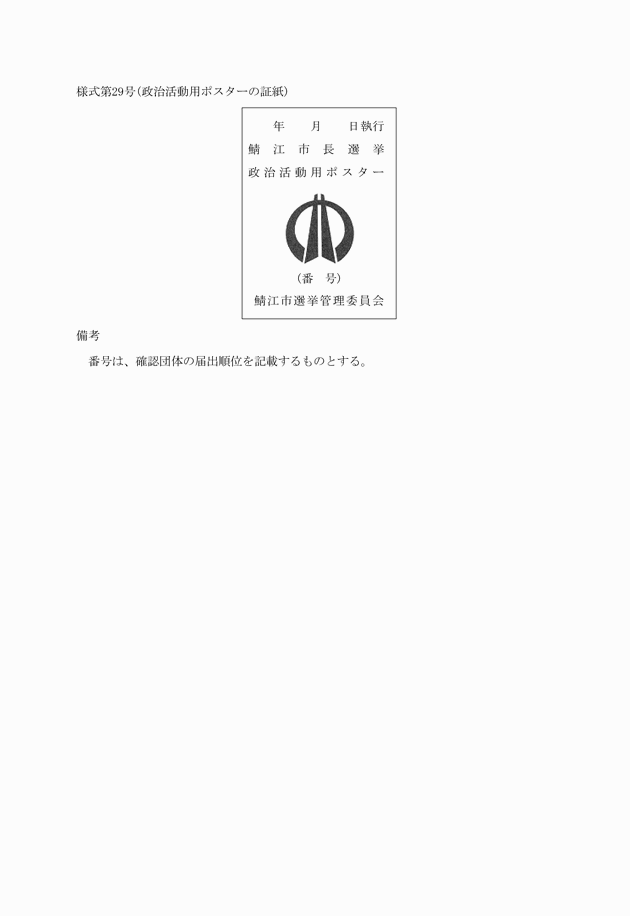 様式第29号(政治活動用ポスターの証紙)
年　　月　　日執行
鯖江市長選挙
政治活動用ポスター
(番　号)
鯖江市選挙管理委員会
備考
番号は、確認団体の届出順位を記載するものとする。